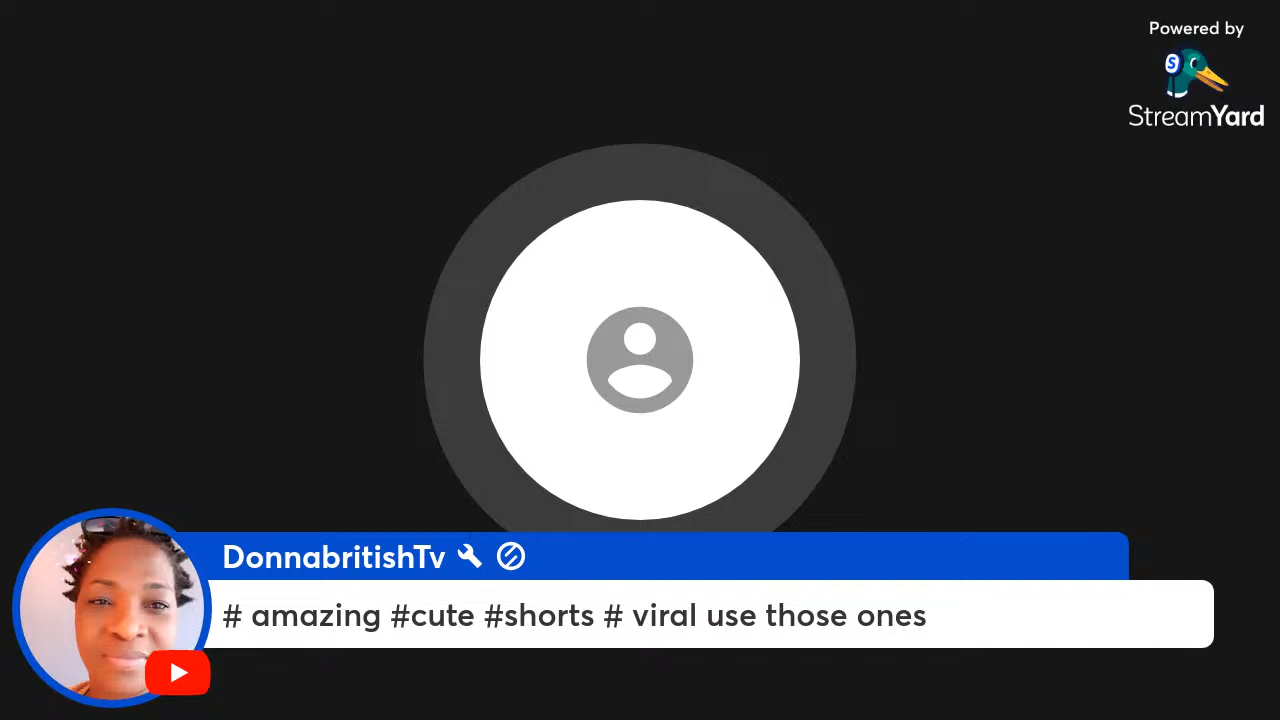 Powered by
S
StreamYard
DonnabritishTv
# amazing #cute #shorts # viral use those ones